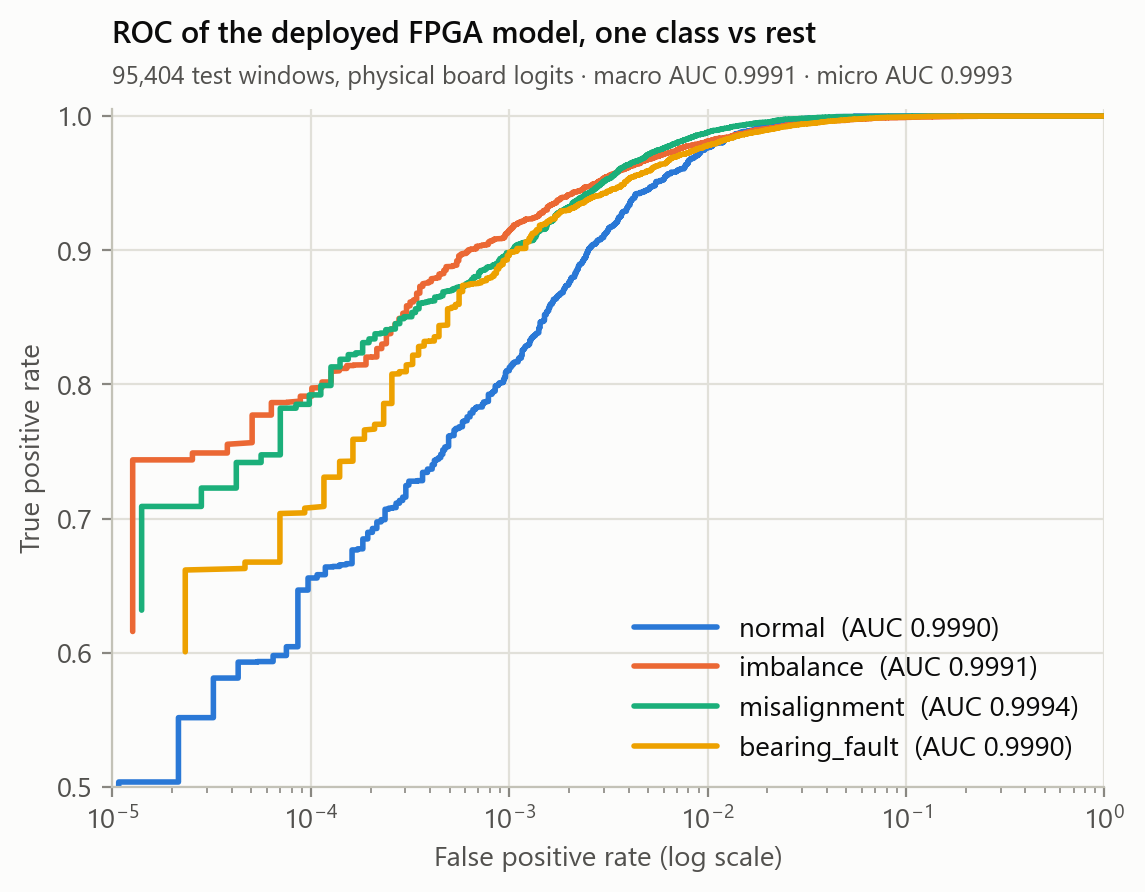 ROC of the deployed FPGA model, one class vs rest
95,404 test windows, physical board logits · macro AUC 0.9991 · micro AUC 0.9993
True positive rate
1.0
0.9
0.8
0.7
0.6
0.5
normal (AUC 0.9990)
imbalance (AUC 0.9991)
misalignment (AUC 0.9994)
bearing_fault (AUC 0.9990)
10⁻⁵ 10⁻⁴ 10⁻³ 10⁻² 10⁻¹ 10⁰
False positive rate (log scale)